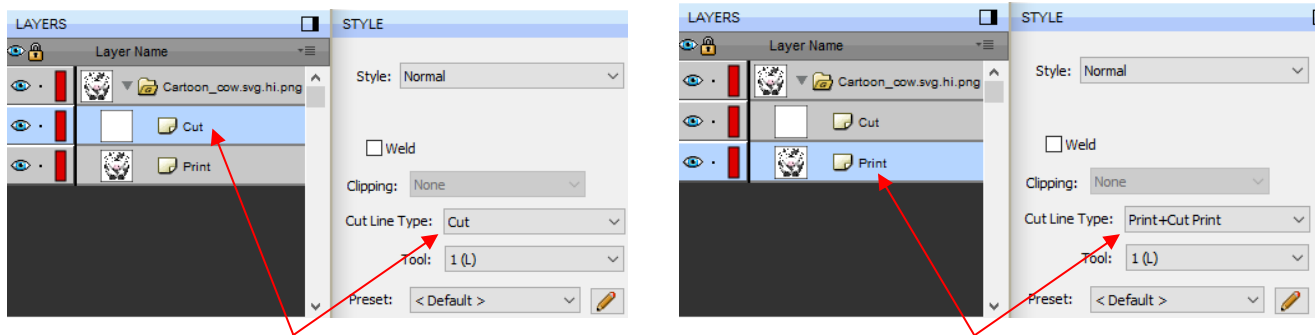 LAYERS
STYLE
Layer Name
Style: Normal
Cartoon_cow.svg.hi.png
Cut
Weld
Print
Clipping: None
Cut Line Type: Cut
Tool: 1 (L)
Preset: < Default >
LAYERS
STYLE
Layer Name
Style: Normal
Cartoon_cow.svg.hi.png
Cut
Weld
Print
Clipping: None
Cut Line Type: Print+Cut Print
Tool: 1 (L)
Preset: < Default >